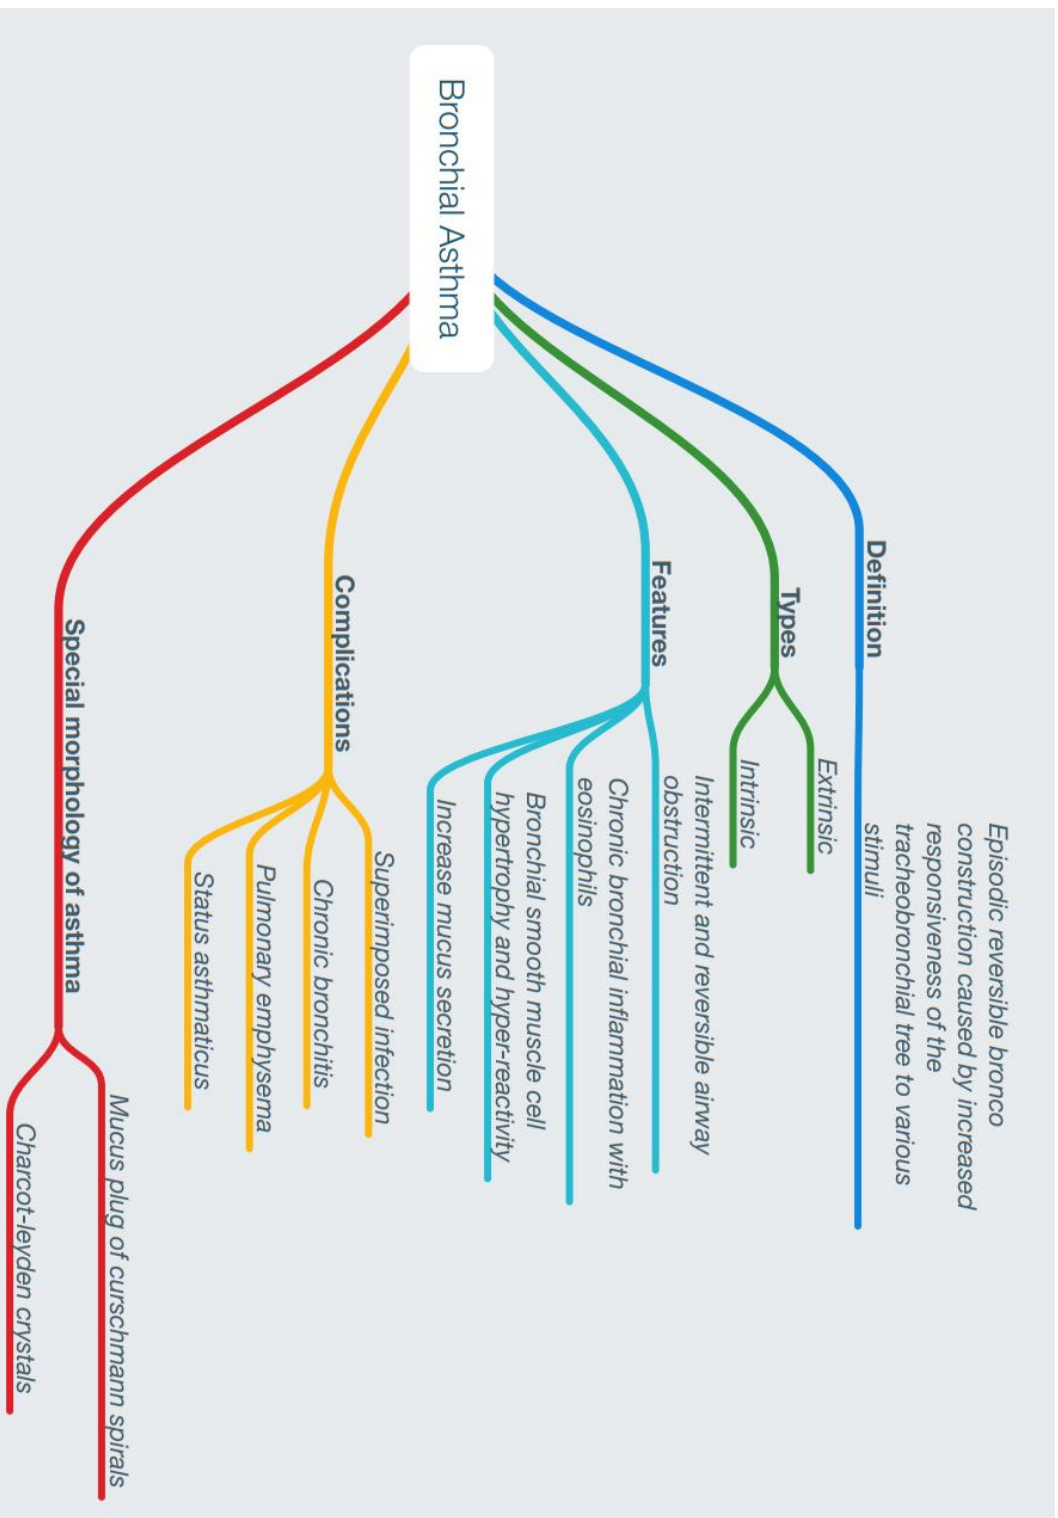 Bronchial Asthma
Definition
Episodic reversible bronco
construction caused by increased
responsiveness of the
tracheobronchial tree to various
stimuli
Types
Extrinsic
Intrinsic
Features
Intermittent and reversible airway
obstruction
Chronic bronchial inflammation with
eosinophils
Bronchial smooth muscle cell
hypertrophy and hyper-reactivity
Increase mucus secretion
Complications
Superimposed infection
Chronic bronchitis
Pulmonary emphysema
Status asthmaticus
Special morphology of asthma
Mucus plug of curschmann spirals
Charcot-leyden crystals